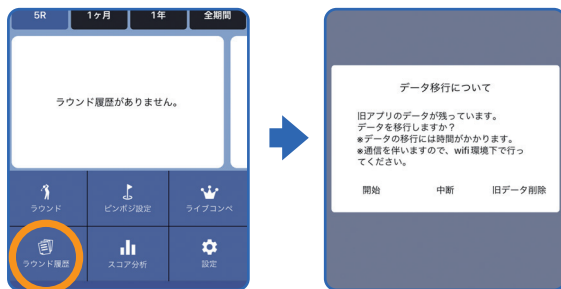 5R 1ヶ月 1年 全期間
ラウンド履歴がありません。
ラウンド ピンポジ設定 ライブコンペ
ラウンド履歴 スコア分析 設定
データ移行について
旧アプリのデータが残っています。
データを移行しますか？
※データの移行には時間がかかります。
※通信を伴いますので、wifi環境下で行っ
てください。
開始 中断 旧データ削除